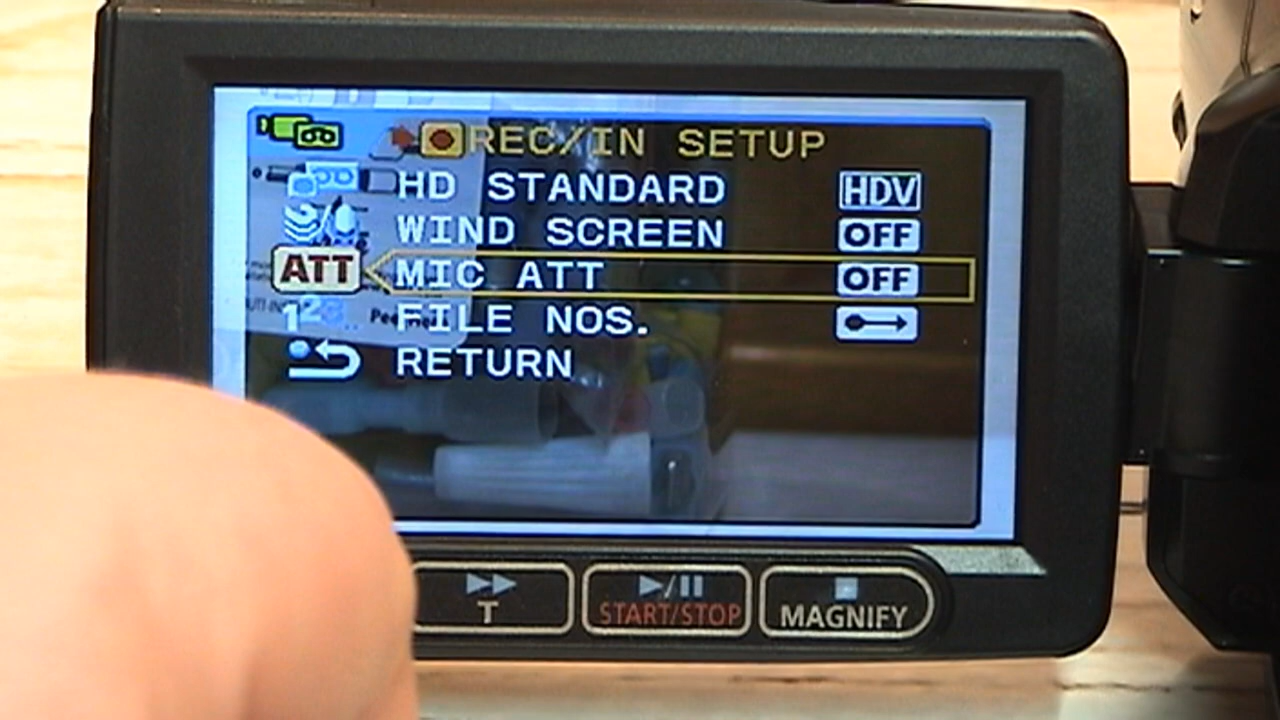 REC/IN SETUP
HD STANDARD HDV
WIND SCREEN OFF
ATT MIC ATT OFF
FILE NOS.
RETURN
T START/STOP MAGNIFY